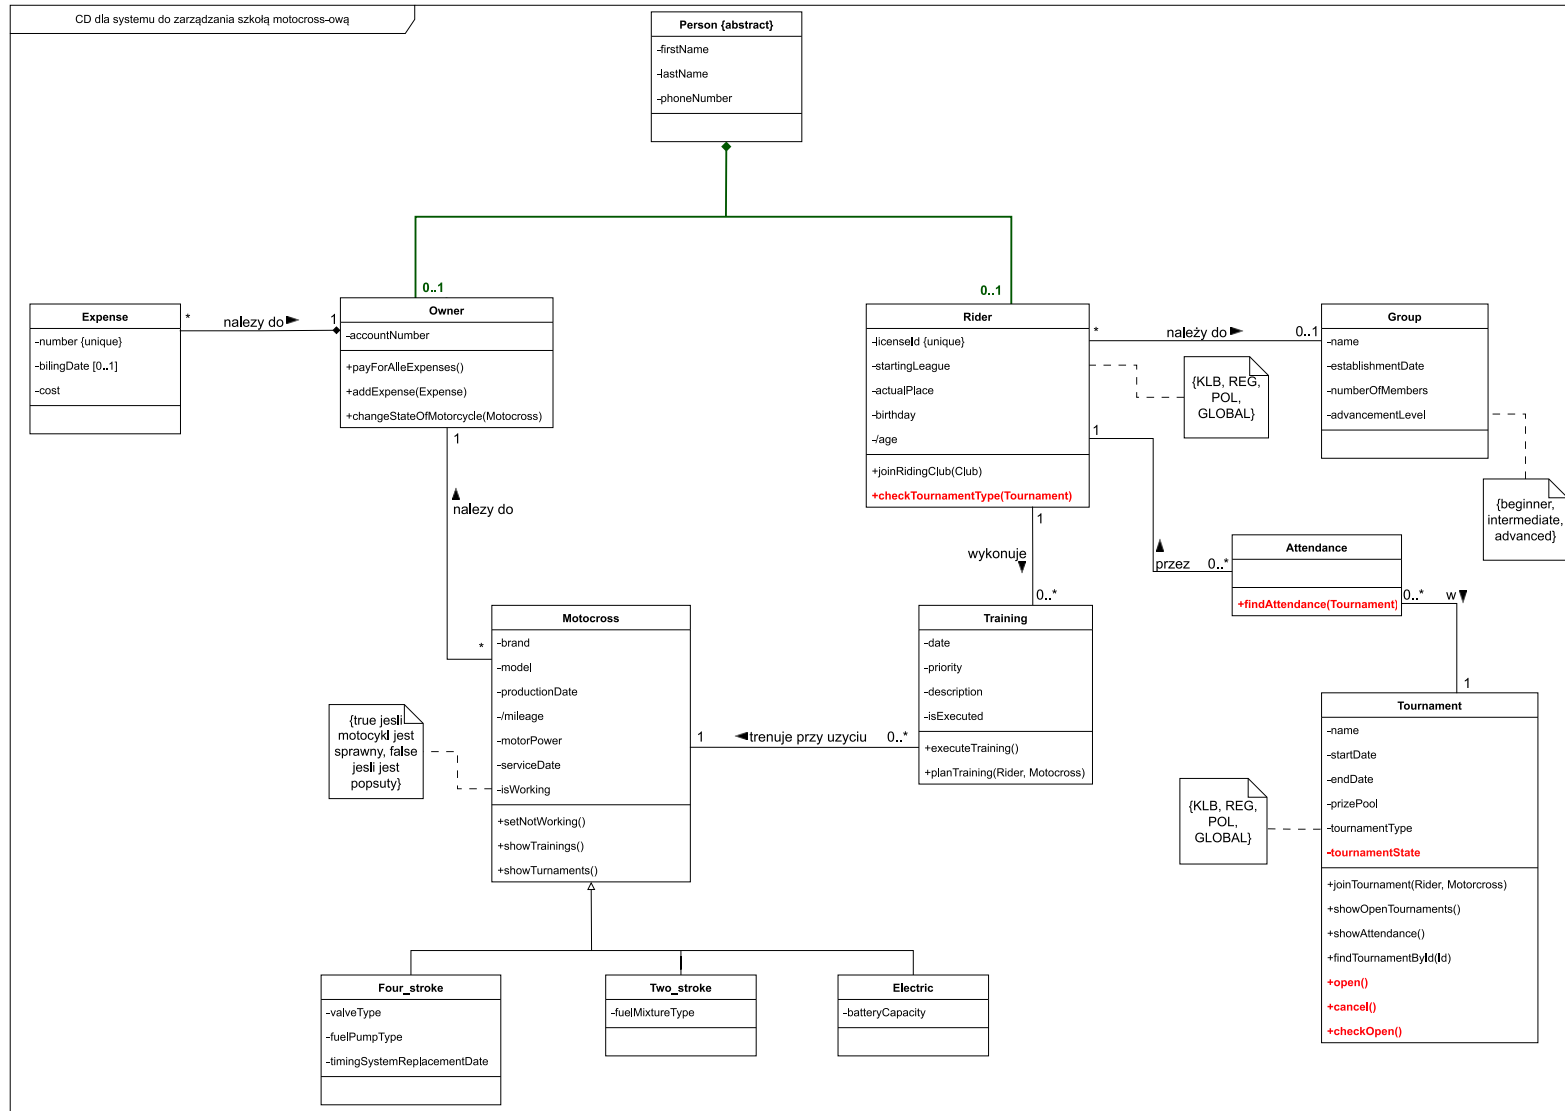 CD dla systemu do zarządzania szkołą motocross-ową
Person {abstract}
-firstName
-lastName
-phoneNumber
0..1
0..1
Expense
-number {unique}
-bilingDate [0..1]
-cost
*
nalezy do
1
Owner
-accountNumber
+payForAlleExpenses()
+addExpense(Expense)
+changeStateOfMotorcycle(Motocross)
1
nalezy do
*
Rider
-licenseId {unique}
-startingLeague
-actualPlace
-birthday
-/age
+joinRidingClub(Club)
+checkTournamentType(Tournament)
*
należy do
0..1
{KLB, REG,
POL,
GLOBAL}
Group
-name
-establishmentDate
-numberOfMembers
-advancementLevel
{beginner,
intermediate,
advanced}
1
przez
0..*
1
wykonuje
0..*
Attendance
+findAttendance(Tournament)
0..*
w
1
Motocross
-brand
-model
-productionDate
-/mileage
-motorPower
-serviceDate
-isWorking
+setNotWorking()
+showTrainings()
+showTurnaments()
{true jesli
motocykl jest
sprawny, false
jesli jest
popsuty}
1
trenuje przy uzyciu
0..*
Training
-date
-priority
-description
-isExecuted
+executeTraining()
+planTraining(Rider, Motocross)
Tournament
-name
-startDate
-endDate
-prizePool
-tournamentType
-tournamentState
+joinTournament(Rider, Motorcross)
+showOpenTournaments()
+showAttendance()
+findTournamentById(Id)
+open()
+cancel()
+checkOpen()
{KLB, REG,
POL,
GLOBAL}
Four_stroke
-valveType
-fuelPumpType
-timingSystemReplacementDate
Two_stroke
-fuelMixtureType
Electric
-batteryCapacity